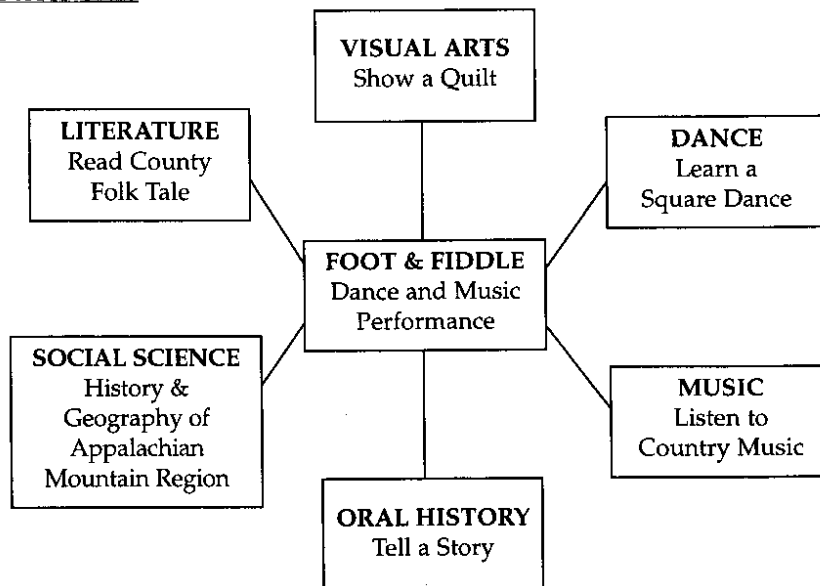 VISUAL ARTS
Show a Quilt
LITERATURE
Read County
Folk Tale
DANCE
Learn a
Square Dance
FOOT & FIDDLE
Dance and Music
Performance
SOCIAL SCIENCE
History &
Geography of
Appalachian
Mountain Region
MUSIC
Listen to
Country Music
ORAL HISTORY
Tell a Story